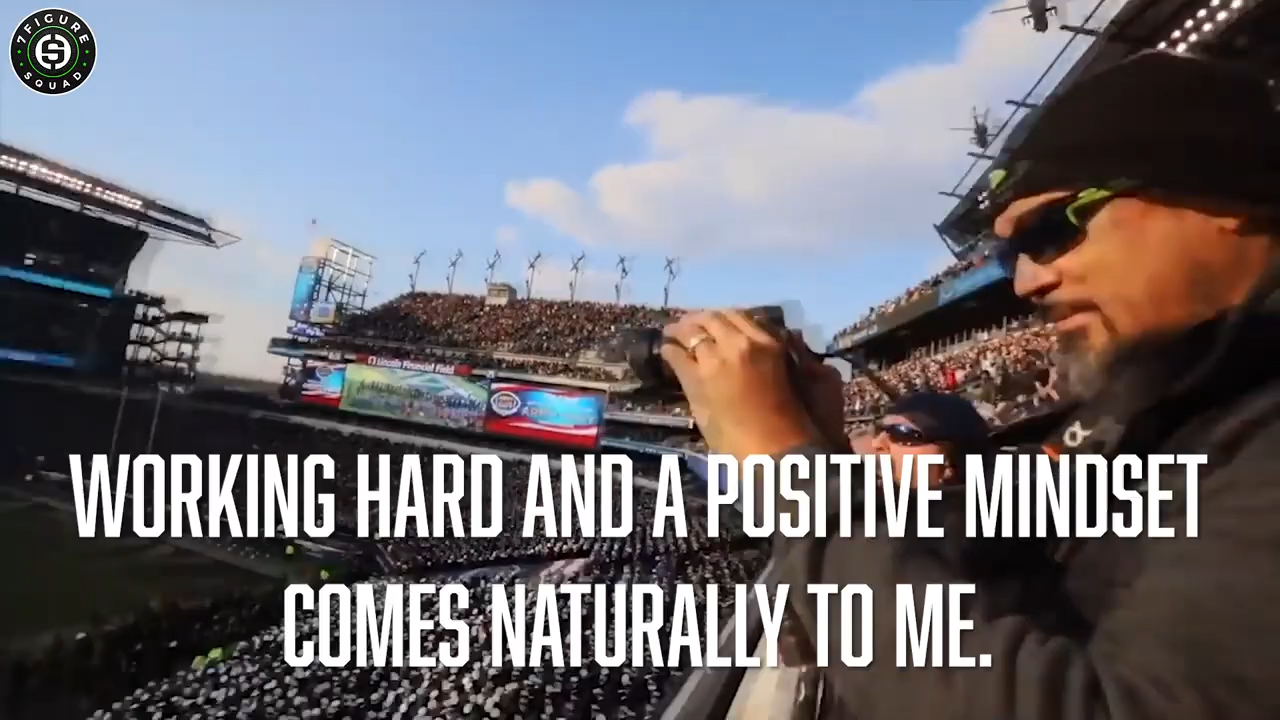 7FIGURE
SQUAD
Lincoln Financial Field
WORKING HARD AND A POSITIVE MINDSET
COMES NATURALLY TO ME.